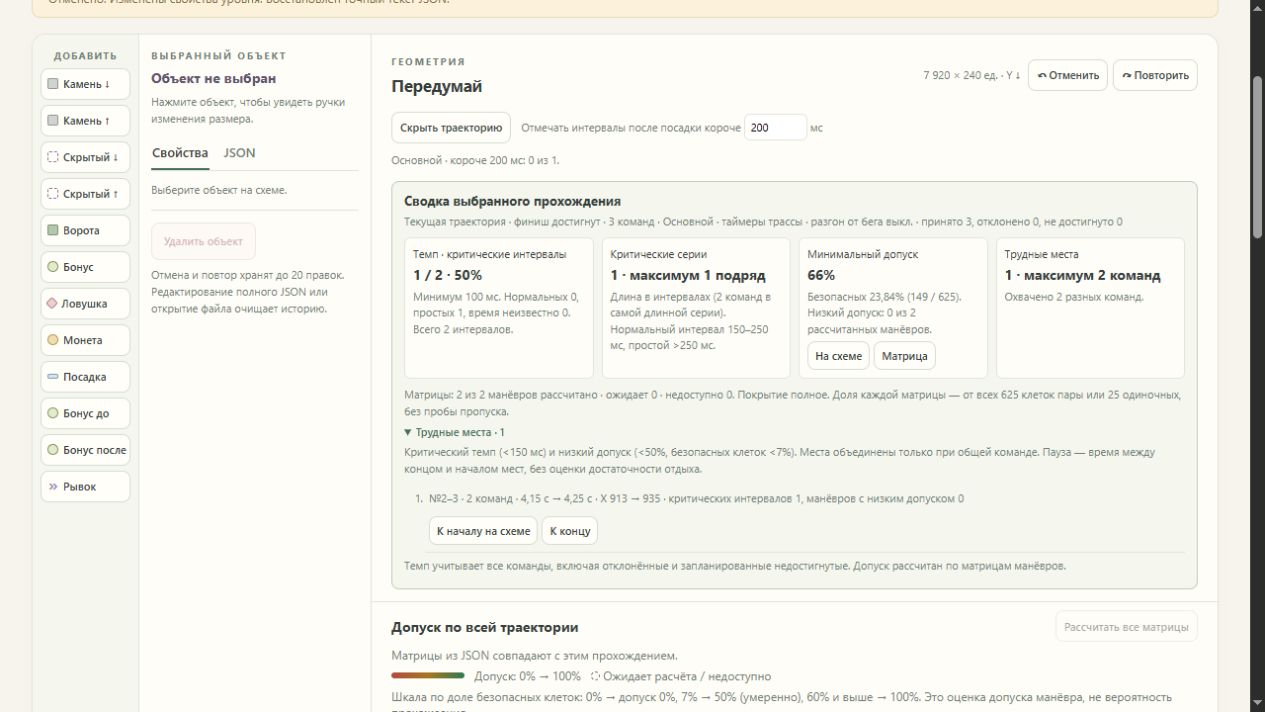 Отменено. Изменены свойства уровня. Восстановлен точный текст JSON.
ДОБАВИТЬ
Камень ↓
Камень ↑
Скрытый ↓
Скрытый ↑
Ворота
Бонус
Ловушка
Монета
Посадка
Бонус до
Бонус после
Рывок
ВЫБРАННЫЙ ОБЪЕКТ
Объект не выбран
Нажмите объект, чтобы увидеть ручки
изменения размера.
Свойства JSON
Выберите объект на схеме.
Удалить объект
Отмена и повтор хранят до 20 правок.
Редактирование полного JSON или
открытие файла очищает историю.
ГЕОМЕТРИЯ
Передумай
7 920 × 240 ед. · Y ↓
↶ Отменить
↷ Повторить
Скрыть траекторию
Отмечать интервалы после посадки короче 200 мс
Основной · короче 200 мс: 0 из 1.
Сводка выбранного прохождения
Текущая траектория · финиш достигнут · 3 команд · Основной · таймеры трассы · разгон от бега выкл. · принято 3, отклонено 0, не достигнуто 0
Темп · критические интервалы
1 / 2 · 50%
Минимум 100 мс. Нормальных 0,
простых 1, время неизвестно 0.
Всего 2 интервалов.
Критические серии
1 · максимум 1 подряд
Длина в интервалах (2 команд в
самой длинной серии).
Нормальный интервал 150–250
мс, простой >250 мс.
Минимальный допуск
66%
Безопасных 23,84% (149 / 625).
Низкий допуск: 0 из 2
рассчитанных манёвров.
На схеме
Матрица
Трудные места
1 · максимум 2 команд
Охвачено 2 разных команд.
Матрицы: 2 из 2 манёвров рассчитано · ожидает 0 · недоступно 0. Покрытие полное. Доля каждой матрицы — от всех 625 клеток пары или 25 одиночных,
без пробы пропуска.
▼ Трудные места · 1
Критический темп (<150 мс) и низкий допуск (<50%, безопасных клеток <7%). Места объединены только при общей команде. Пауза — время между
концом и началом мест, без оценки достаточности отдыха.
1. №2–3 · 2 команд · 4,15 с → 4,25 с · X 913 → 935 · критических интервалов 1, манёвров с низким допуском 0
К началу на схеме
К концу
Темп учитывает все команды, включая отклонённые и запланированные недостигнутые. Допуск рассчитан по матрицам манёвров.
Допуск по всей траектории
Рассчитать все матрицы
Матрицы из JSON совпадают с этим прохождением.
Допуск: 0% → 100% Ожидает расчёта / недоступно
Шкала по доле безопасных клеток: 0% → допуск 0%, 7% → 50% (умеренно), 60% и выше → 100%. Это оценка допуска манёвра, не вероятность